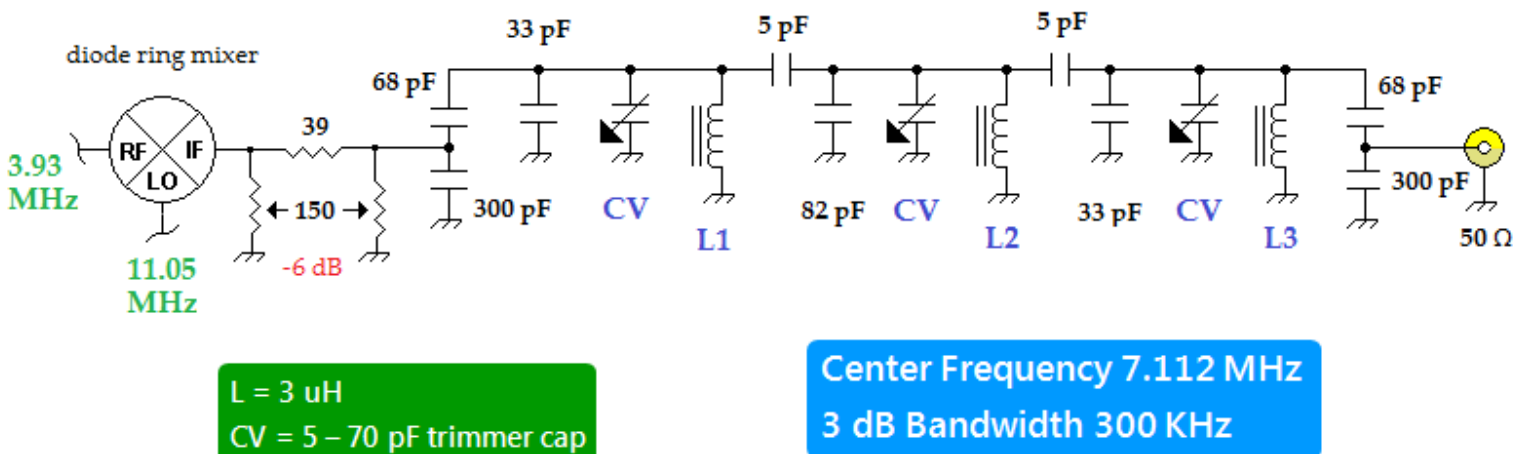 diode ring mixer
3.93
MHz
RF
IF
LO
11.05
MHz
39
150
-6 dB
68 pF
300 pF
33 pF
CV
L1
5 pF
82 pF
CV
L2
5 pF
33 pF
CV
L3
68 pF
300 pF
50 Ω
L = 3 uH
CV = 5 – 70 pF trimmer cap
Center Frequency 7.112 MHz
3 dB Bandwidth 300 KHz